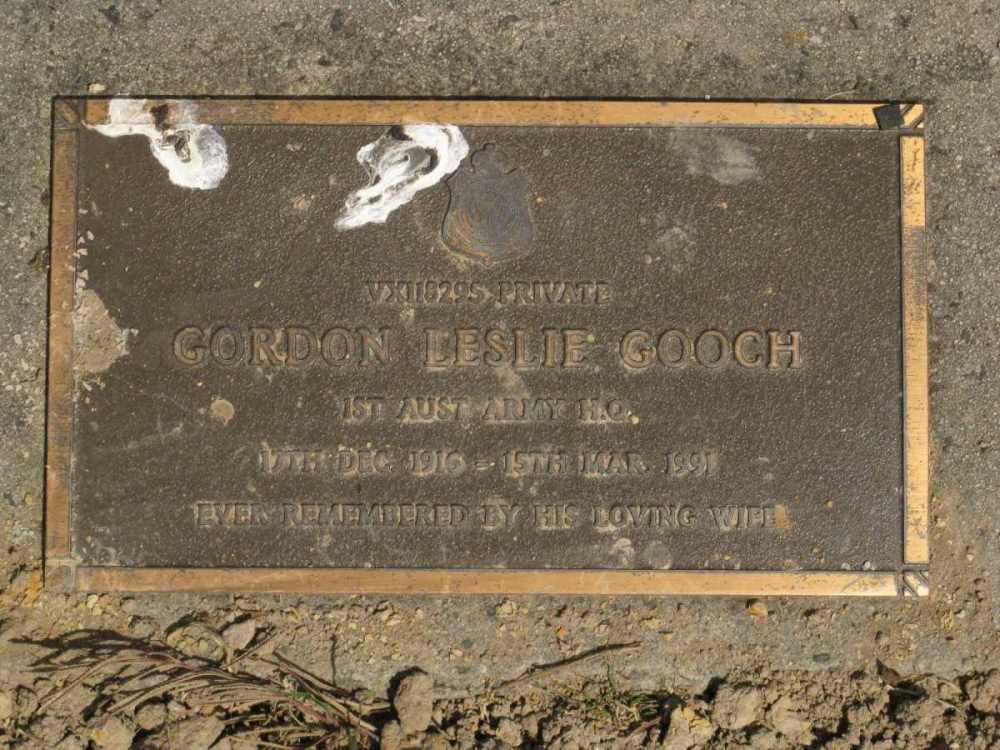 VX118295 PRIVATE
GORDON LESLIE GOOCH
1ST AUST ARMY H.Q.
17TH DEC 1916 = 15TH MAR 1991
EVER REMEMBERED BY HIS LOVING WIFE